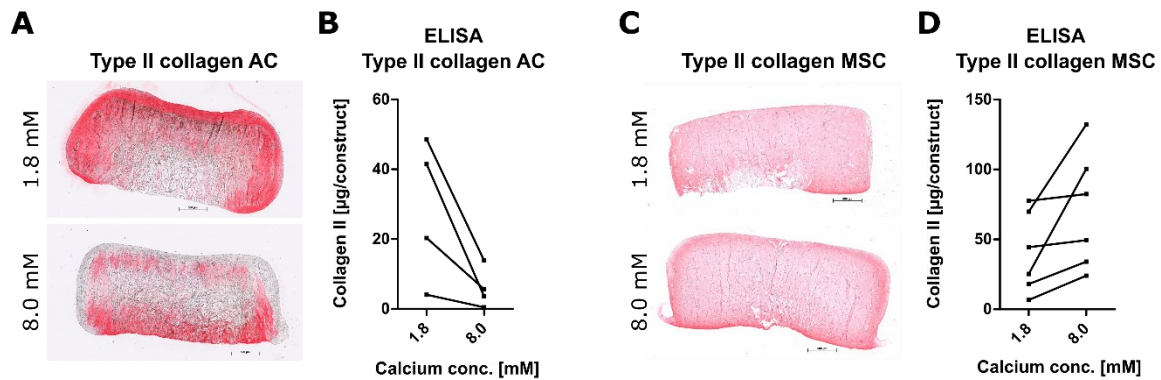 A
Type II collagen AC
1.8 mM
8.0 mM
B
ELISA
Type II collagen AC
Collagen II [µg/construct]
60
40
20
0
1.8
8.0
Calcium conc. [mM]
C
Type II collagen MSC
1.8 mM
8.0 mM
D
ELISA
Type II collagen MSC
Collagen II [µg/construct]
150
100
50
0
1.8
8.0
Calcium conc. [mM]